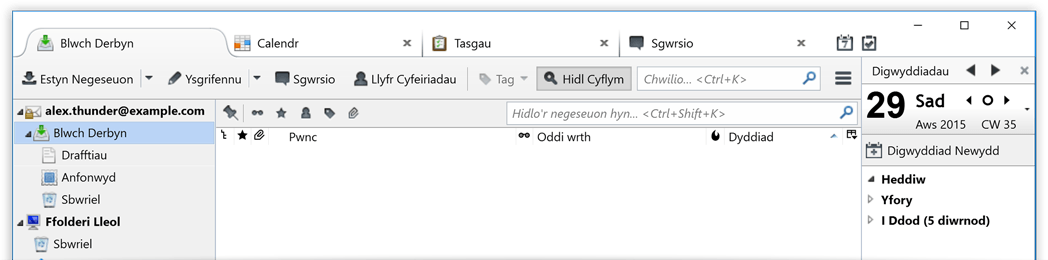 Blwch Derbyn Calendr Tasgau Sgwrsio 7
Estyn Negeseuon Ysgrifennu Sgwrsio Llyfr Cyfeiriadau Tag Hidl Cyflym Chwilio... <Ctrl+K>
Digwyddiadau
alex.thunder@example.com
Hidlo'r negeseuon hyn... <Ctrl+Shift+K>
Blwch Derbyn
Drafftiau
Anfonwyd
Sbwriel
Ffolderi Lleol
Sbwriel
Pwnc Oddi wrth Dyddiad
29 Sad
Aws 2015 CW 35
Digwyddiad Newydd
Heddiw
Yfory
I Ddod (5 diwrnod)